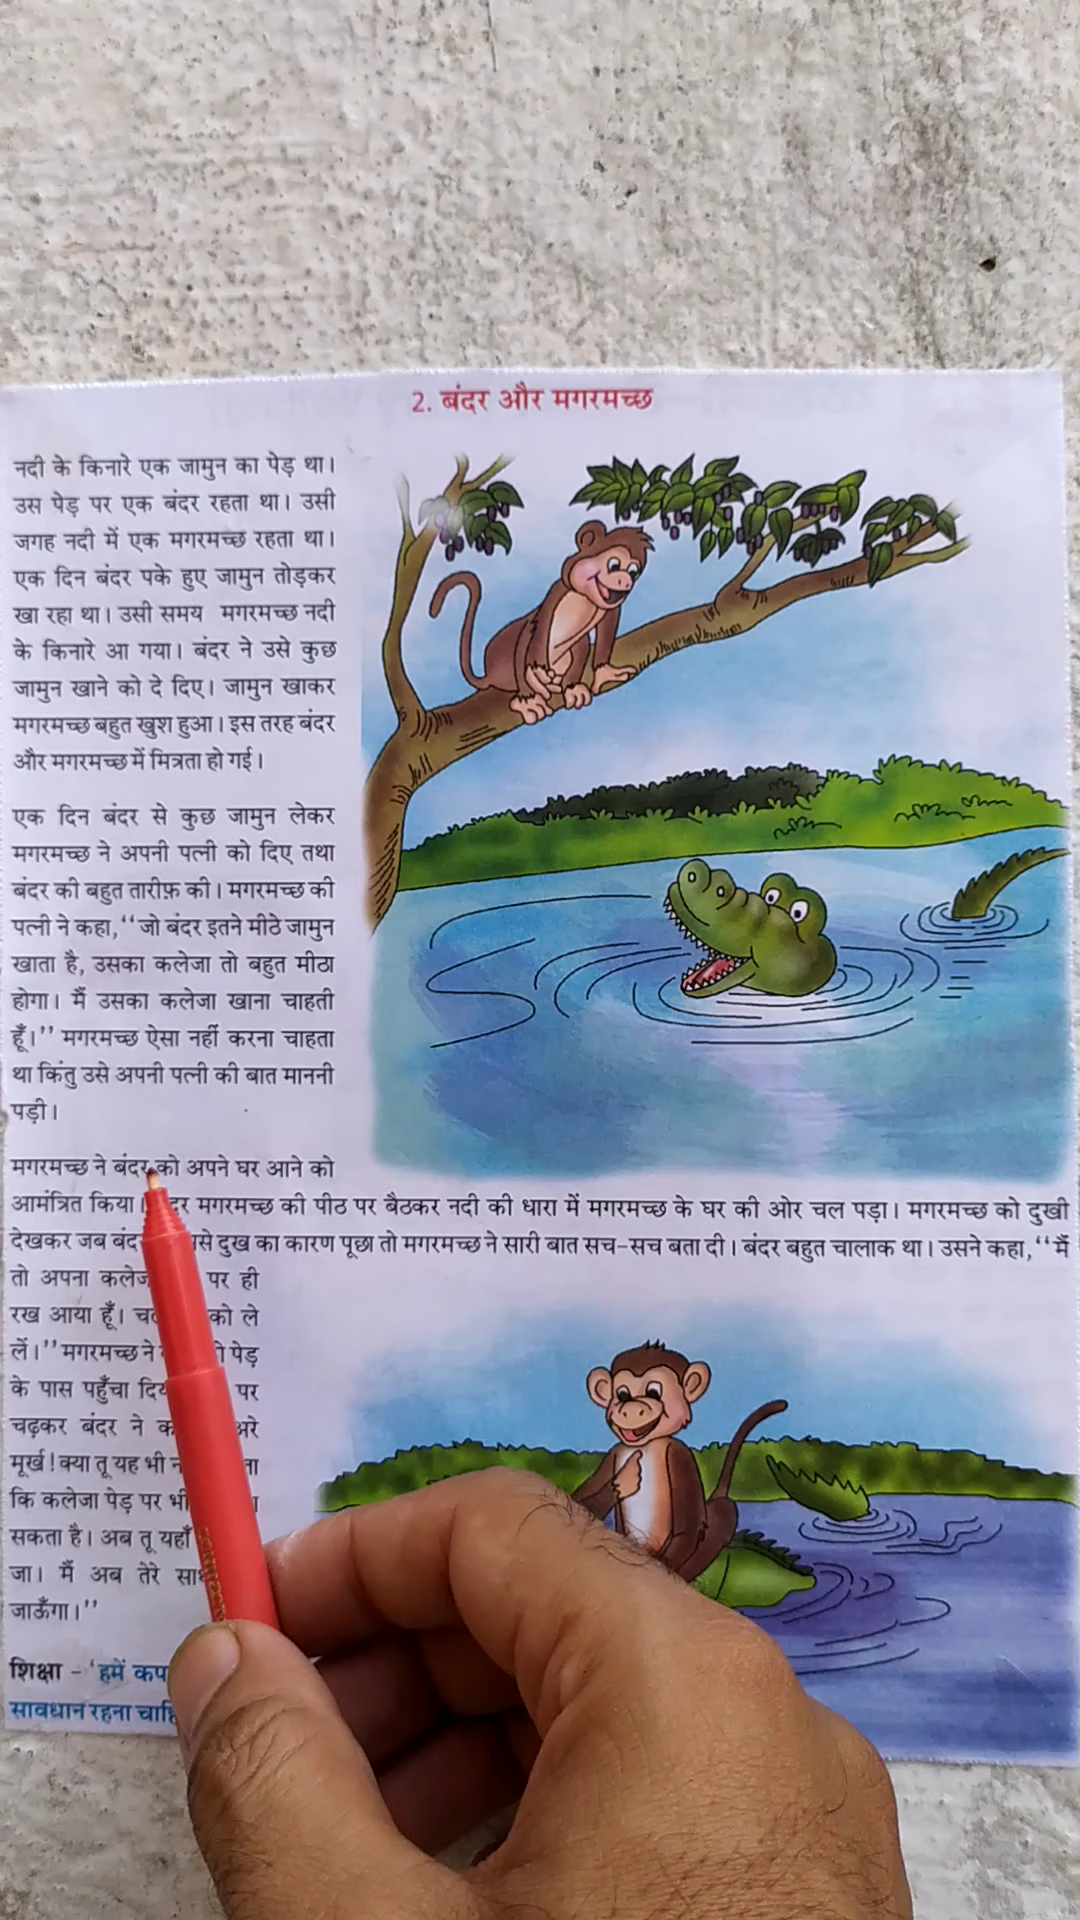 2. बंदर और मगरमच्छ
नदी के किनारे एक जामुन का पेड़ था।
उस पेड़ पर एक बंदर रहता था। उसी
जगह नदी में एक मगरमच्छ रहता था।
एक दिन बंदर पके हुए जामुन तोड़कर
खा रहा था। उसी समय मगरमच्छ नदी
के किनारे आ गया। बंदर ने उसे कुछ
जामुन खाने को दे दिए। जामुन खाकर
मगरमच्छ बहुत खुश हुआ। इस तरह बंदर
और मगरमच्छ में मित्रता हो गई।
एक दिन बंदर से कुछ जामुन लेकर
मगरमच्छ ने अपनी पत्नी को दिए तथा
बंदर की बहुत तारीफ़ की। मगरमच्छ की
पत्नी ने कहा, ‘‘जो बंदर इतने मीठे जामुन
खाता है, उसका कलेजा तो बहुत मीठा
होगा। मैं उसका कलेजा खाना चाहती
हूँ।’’ मगरमच्छ ऐसा नहीं करना चाहता
था किंतु उसे अपनी पत्नी की बात माननी
पड़ी।
मगरमच्छ ने बंदर को अपने घर आने को
आमंत्रित किया। मगरमच्छ की पीठ पर बैठकर नदी की धारा में मगरमच्छ के घर की ओर चल पड़ा। मगरमच्छ को दुखी
देखकर जब दुख का कारण पूछा तो मगरमच्छ ने सारी बात सच-सच बता दी। बंदर बहुत चालाक था। उसने कहा, ‘‘मैं
तो अपना पर ही
रख आया हूँ। को ले
लें।’’ मगरमच्छ ने पेड़
के पास पहुँचा पर
चढ़कर बंदर ने
मूर्ख! क्या तू यह भी
कि कलेजा पेड़ पर भी
सकता है। अब तू यहाँ
जा। मैं अब तेरे
जाऊँगा।’’
शिक्षा - ‘हमें
सावधान रहना